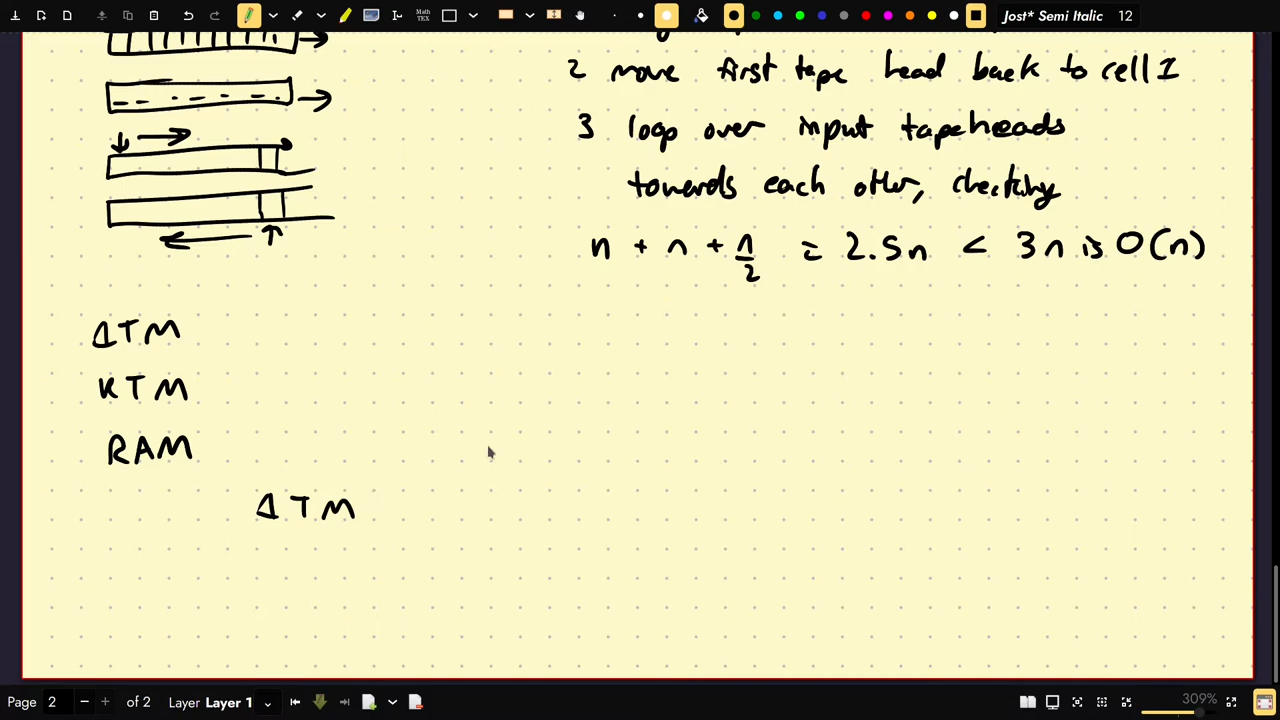 Math
TEX
Jost* Semi Italic 12
2 move first tape head back to cell 1
3 loop over input tapeheads
towards each other, checking
n + n + n/2 = 2.5n < 3n is O(n)
1TM
KTM
RAM
1TM
Page 2 of 2 Layer Layer 1
309%